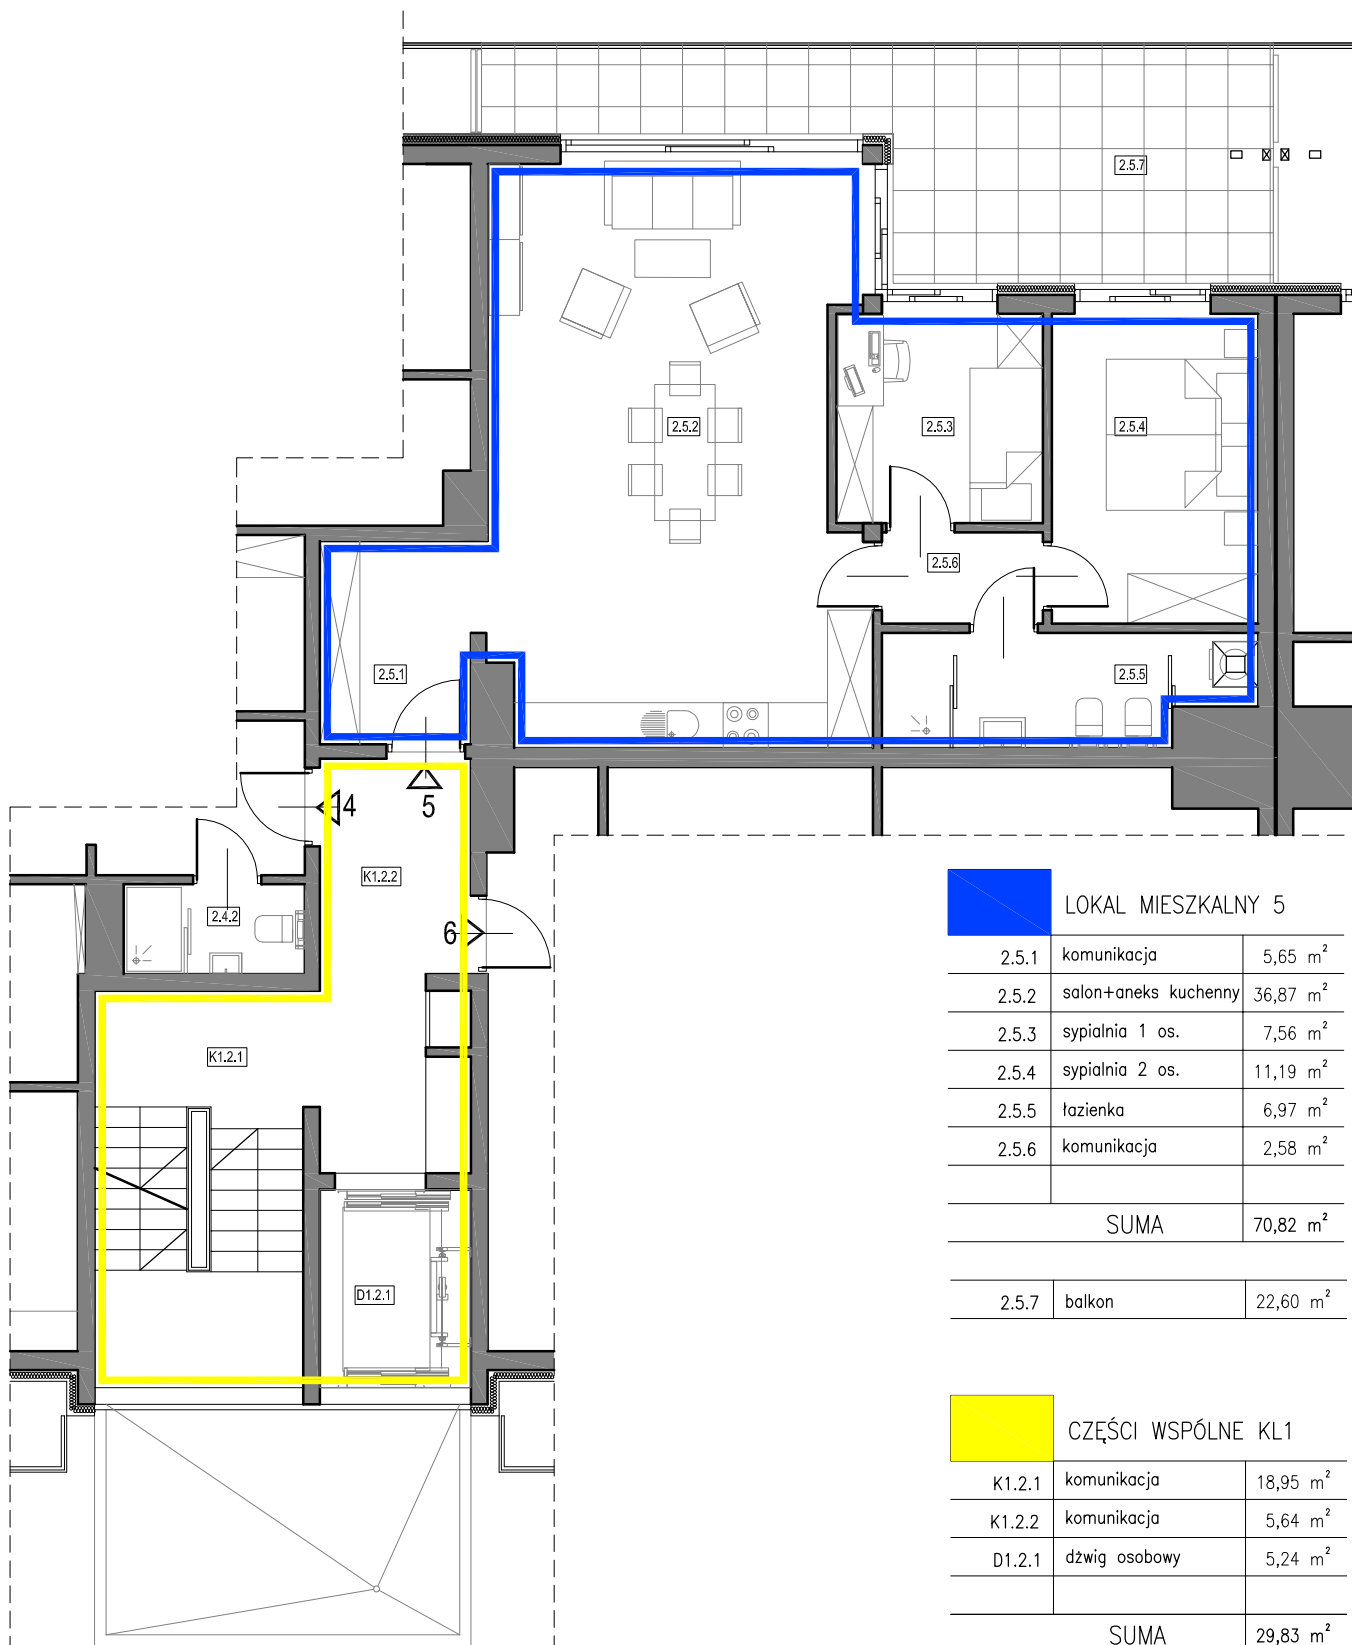 2.5.7
2.5.2
2.5.3
2.5.4
2.5.6
2.5.1
2.5.5
4
5
K1.2.2
2.4.2
6
K1.2.1
D1.2.1
LOKAL MIESZKALNY 5
2.5.1 komunikacja 5,65 m²
2.5.2 salon+aneks kuchenny 36,87 m²
2.5.3 sypialnia 1 os. 7,56 m²
2.5.4 sypialnia 2 os. 11,19 m²
2.5.5 łazienka 6,97 m²
2.5.6 komunikacja 2,58 m²
SUMA 70,82 m²
2.5.7 balkon 22,60 m²
CZĘŚCI WSPÓLNE KL1
K1.2.1 komunikacja 18,95 m²
K1.2.2 komunikacja 5,64 m²
D1.2.1 dźwig osobowy 5,24 m²
SUMA 29,83 m²